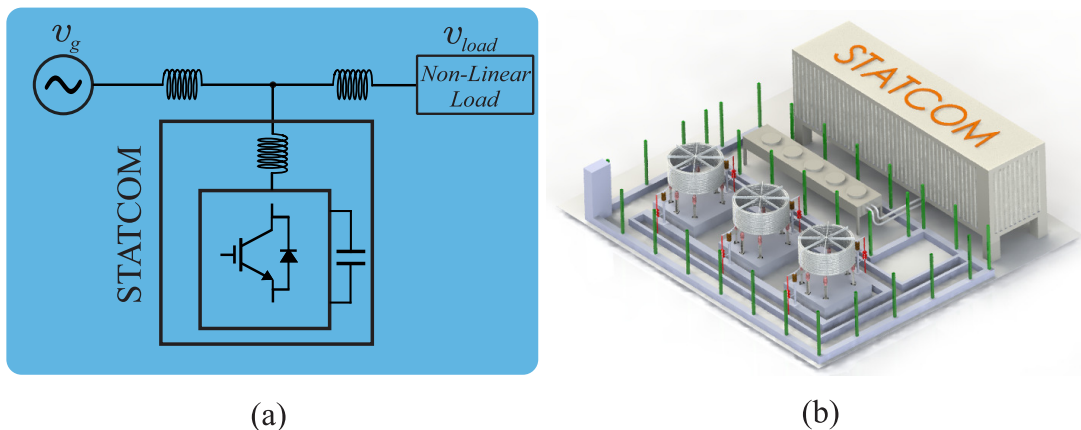 v_g
v_load
Non-Linear
Load
STATCOM
STATCOM
(a)
(b)